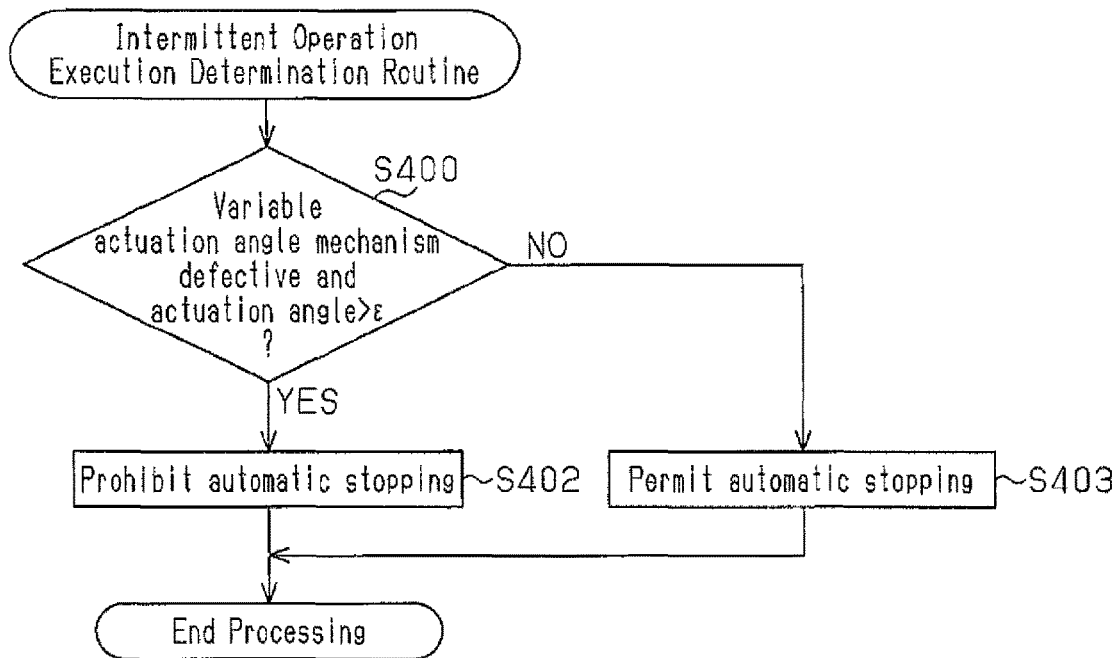 Intermittent Operation
Execution Determination Routine
S400
Variable
actuation angle mechanism
defective and
actuation angle>ε
?
NO
YES
Prohibit automatic stopping
S402
Permit automatic stopping
S403
End Processing